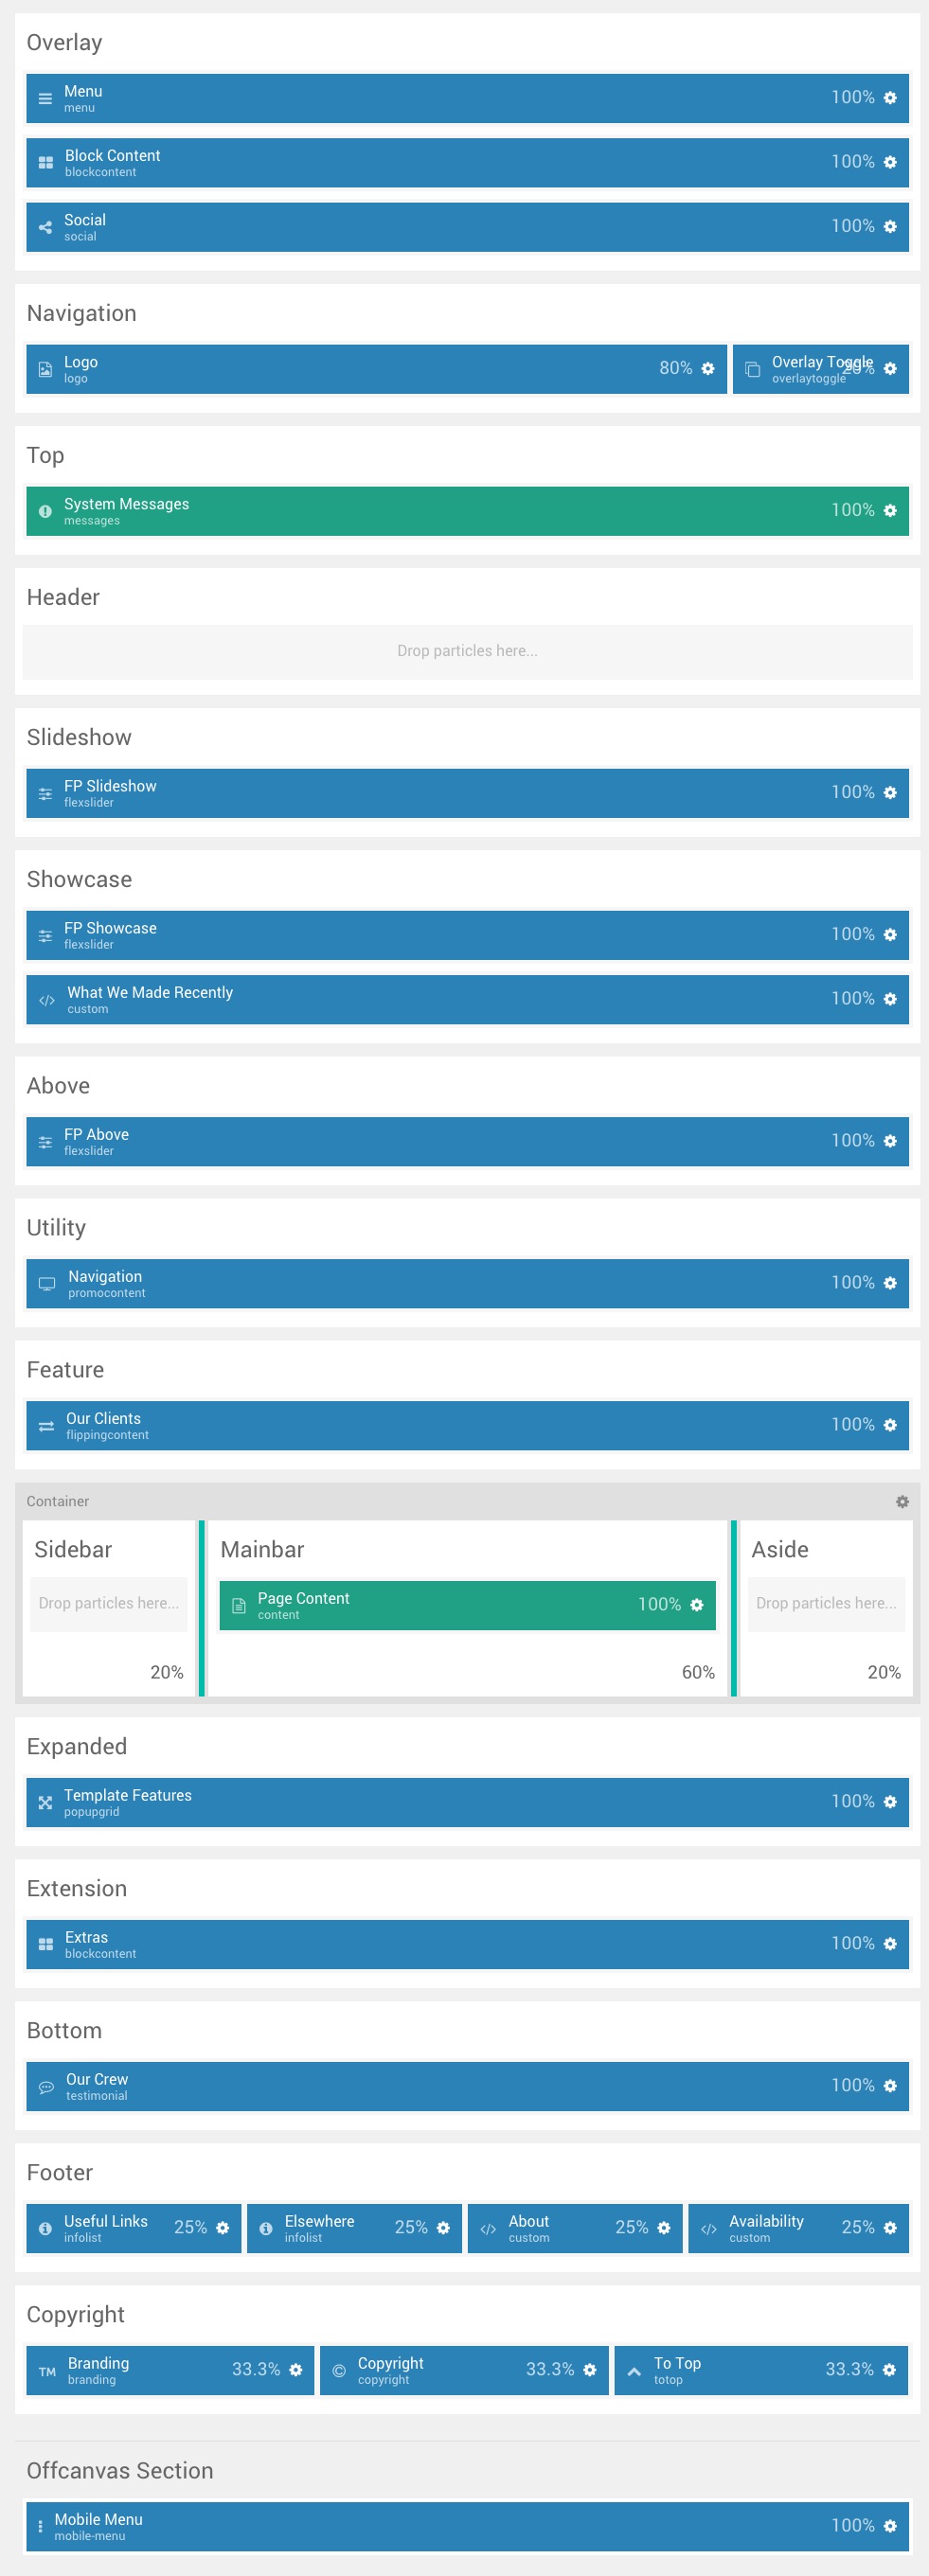 Overlay
Menu
menu
100%
Block Content
blockcontent
100%
Social
social
100%
Navigation
Logo
logo
80%
Overlay Toggle
overlaytoggle
20%
Top
System Messages
messages
100%
Header
Drop particles here...
Slideshow
FP Slideshow
flexslider
100%
Showcase
FP Showcase
flexslider
100%
What We Made Recently
custom
100%
Above
FP Above
flexslider
100%
Utility
Navigation
promocontent
100%
Feature
Our Clients
flippingcontent
100%
Container
Sidebar
Drop particles here...
20%
Mainbar
Page Content
content
100%
60%
Aside
Drop particles here...
20%
Expanded
Template Features
popupgrid
100%
Extension
Extras
blockcontent
100%
Bottom
Our Crew
testimonial
100%
Footer
Useful Links
infolist
25%
Elsewhere
infolist
25%
About
custom
25%
Availability
custom
25%
Copyright
TM
Branding
branding
33.3%
©
Copyright
copyright
33.3%
To Top
totop
33.3%
Offcanvas Section
Mobile Menu
mobile-menu
100%